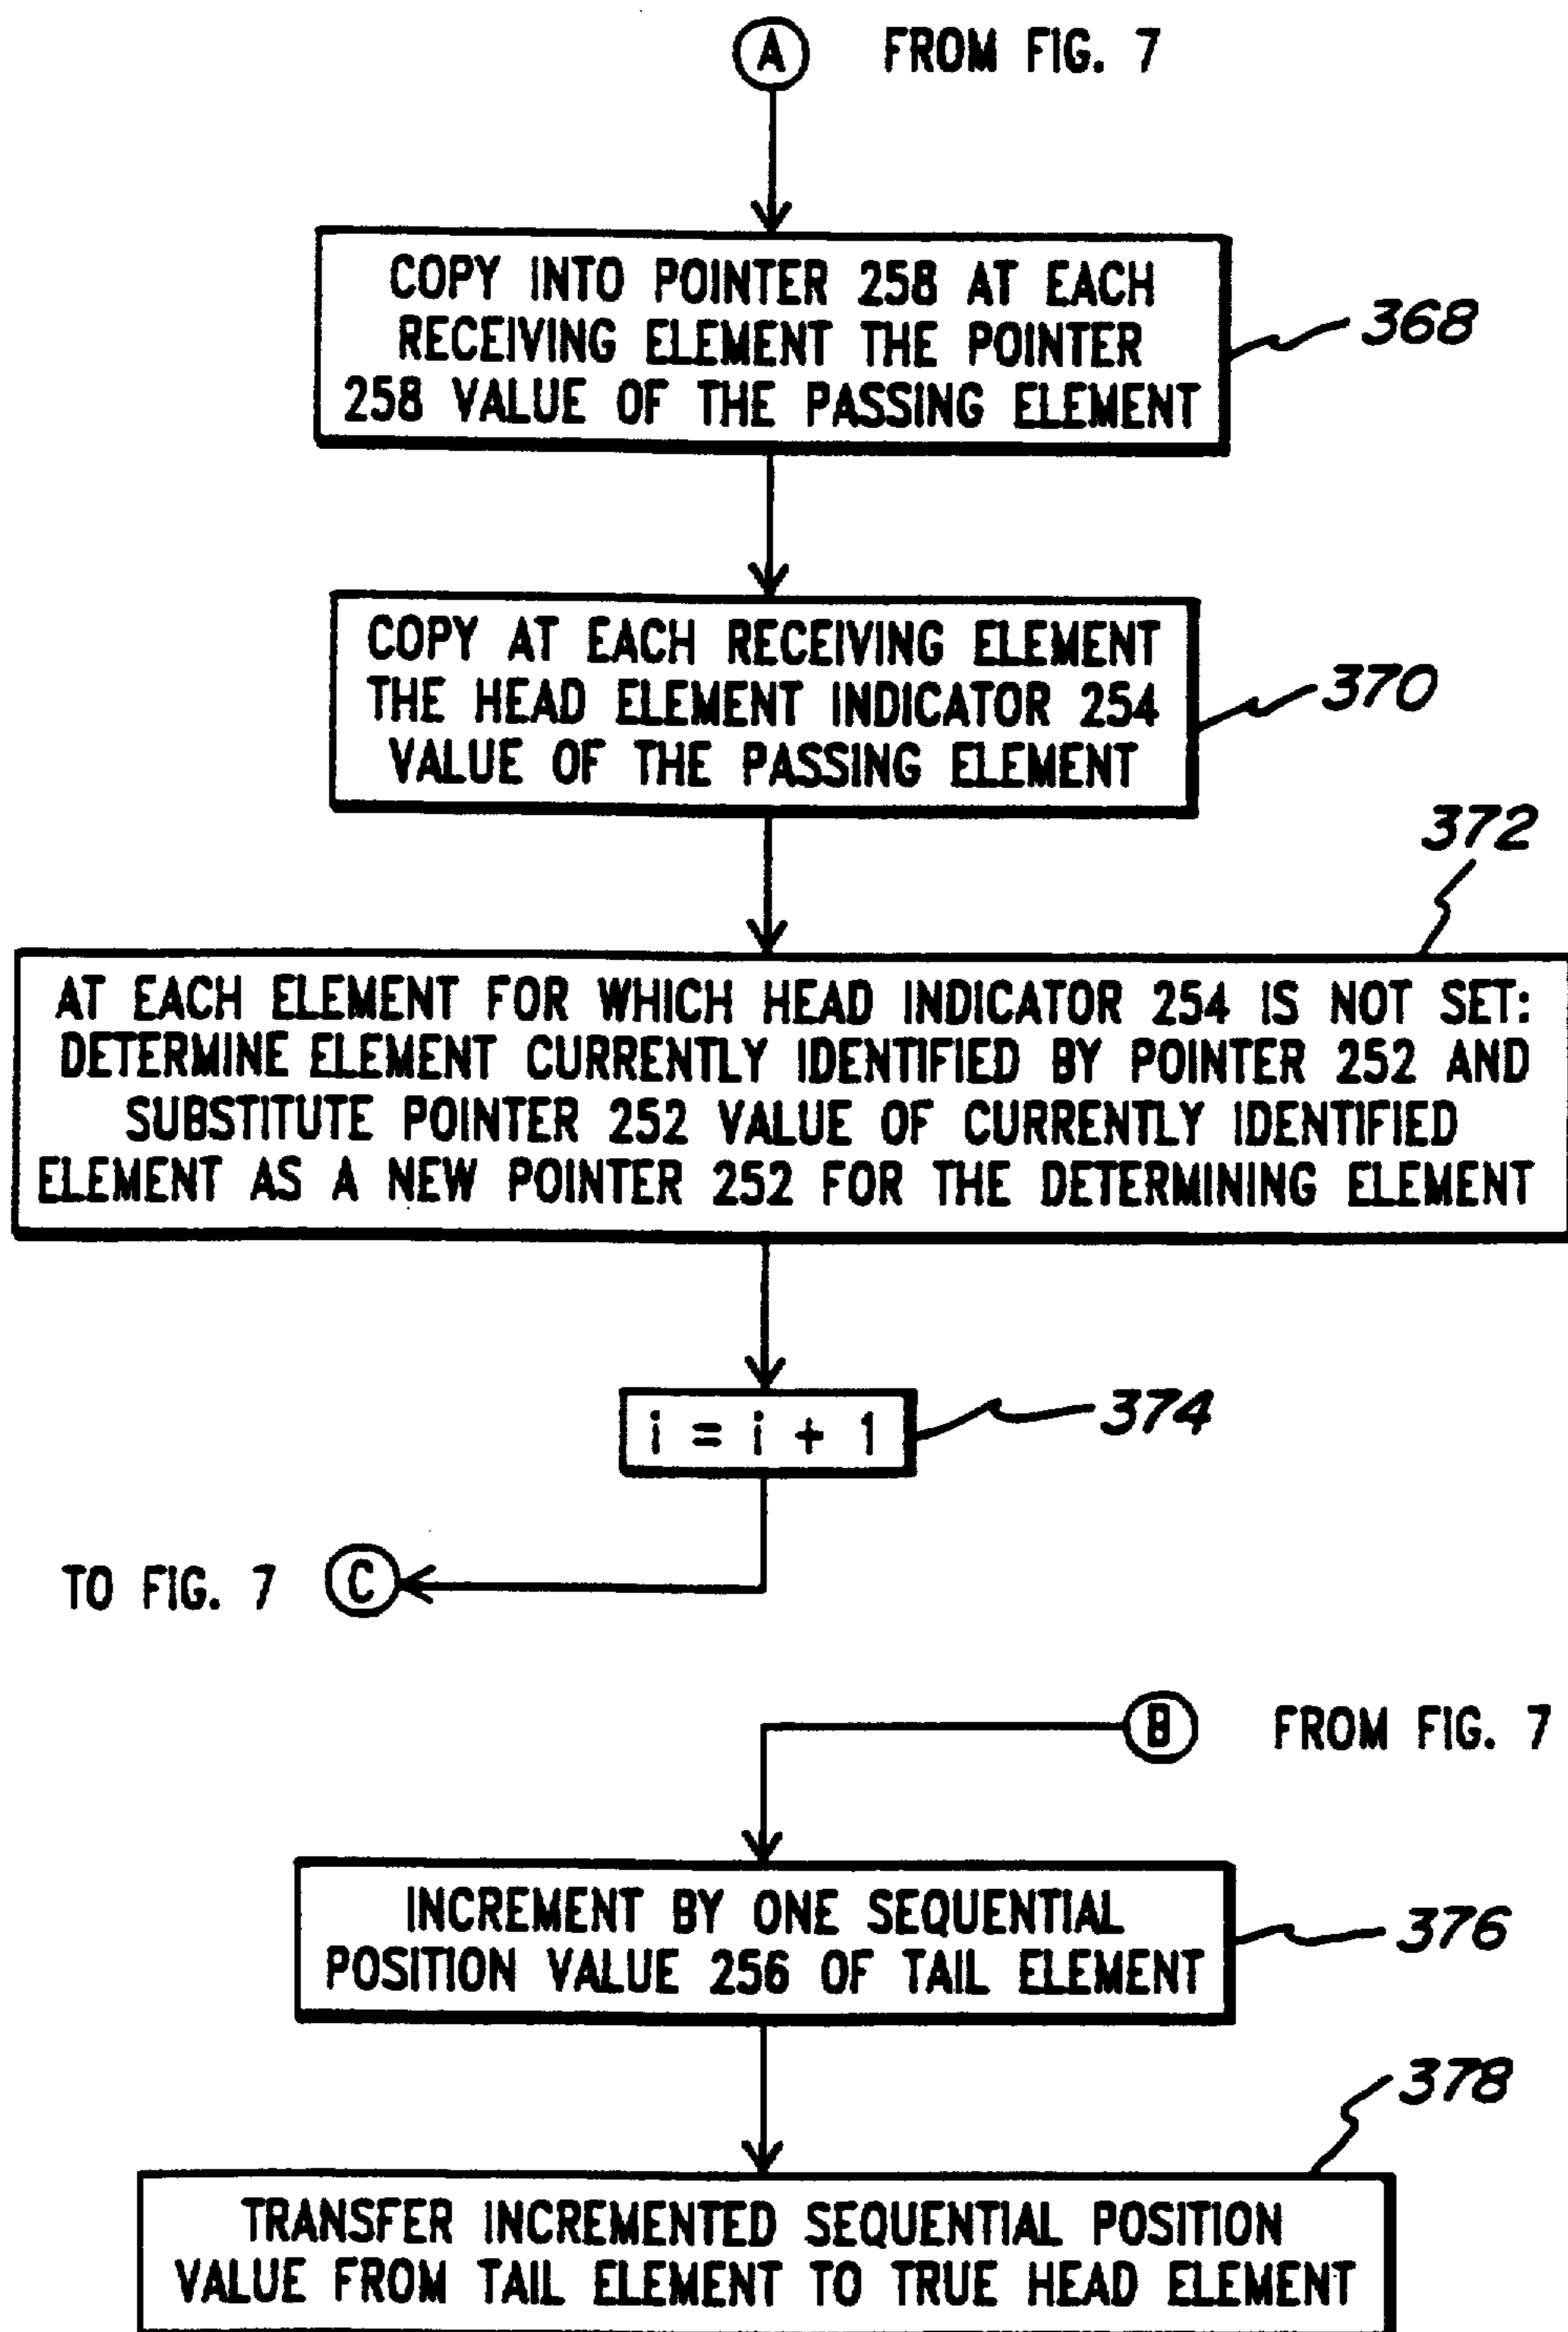 A FROM FIG. 7
COPY INTO POINTER 258 AT EACH
RECEIVING ELEMENT THE POINTER
258 VALUE OF THE PASSING ELEMENT
368
COPY AT EACH RECEIVING ELEMENT
THE HEAD ELEMENT INDICATOR 254
VALUE OF THE PASSING ELEMENT
370
372
AT EACH ELEMENT FOR WHICH HEAD INDICATOR 254 IS NOT SET:
DETERMINE ELEMENT CURRENTLY IDENTIFIED BY POINTER 252 AND
SUBSTITUTE POINTER 252 VALUE OF CURRENTLY IDENTIFIED
ELEMENT AS A NEW POINTER 252 FOR THE DETERMINING ELEMENT
i = i + 1
374
TO FIG. 7 C
B FROM FIG. 7
INCREMENT BY ONE SEQUENTIAL
POSITION VALUE 256 OF TAIL ELEMENT
376
378
TRANSFER INCREMENTED SEQUENTIAL POSITION
VALUE FROM TAIL ELEMENT TO TRUE HEAD ELEMENT